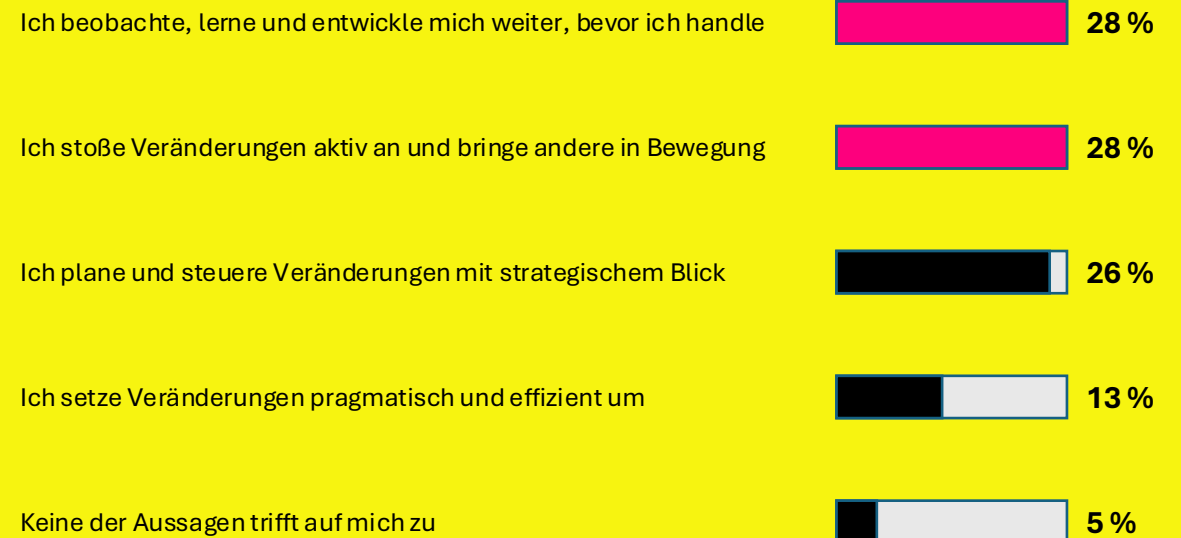 Ich beobachte, lerne und entwickle mich weiter, bevor ich handle 28 %
Ich stoße Veränderungen aktiv an und bringe andere in Bewegung 28 %
Ich plane und steuere Veränderungen mit strategischem Blick 26 %
Ich setze Veränderungen pragmatisch und effizient um 13 %
Keine der Aussagen trifft auf mich zu 5 %